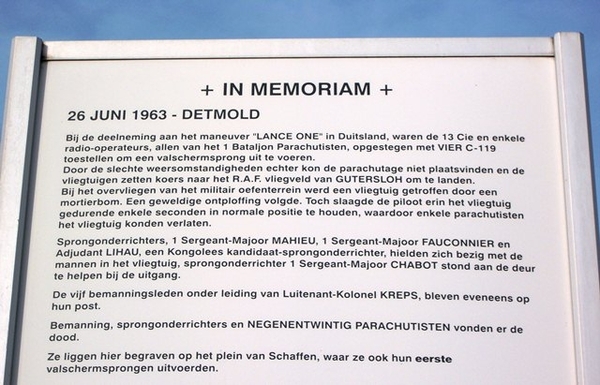 + IN MEMORIAM +
26 JUNI 1963 - DETMOLD
Bij de deelneming aan het maneuver "LANCE ONE" in Duitsland, waren de 13 Cie en enkele
radio-operateurs, allen van het 1 Bataljon Parachutisten, opgestegen met VIER C-119
toestellen om een valschermsprong uit te voeren.
Door de slechte weersomstandigheden echter kon de parachutage niet plaatsvinden en de
vliegtuigen zetten koers naar het R.A.F. vliegveld van GUTERSLOH om te landen.
Bij het overvliegen van het militair oefenterrein werd een vliegtuig getroffen door een
mortierbom. Een geweldige ontploffing volgde. Toch slaagde de piloot erin het vliegtuig
gedurende enkele seconden in normale positie te houden, waardoor enkele parachutisten
het vliegtuig konden verlaten.
Sprongonderrichters, 1 Sergeant-Majoor MAHIEU, 1 Sergeant-Majoor FAUCONNIER en
Adjudant LIHAU, een Kongolees kandidaat-sprongonderrichter, hielden zich bezig met de
mannen in het vliegtuig, sprongonderrichter 1 Sergeant-Majoor CHABOT stond aan de deur
te helpen bij de uitgang.
De vijf bemanningsleden onder leiding van Luitenant-Kolonel KREPS, bleven eveneens op
hun post.
Bemanning, sprongonderrichters en NEGENENTWINTIG PARACHUTISTEN vonden er de
dood.
Ze liggen hier begraven op het plein van Schaffen, waar ze ook hun eerste
valschermsprongen uitvoerden.